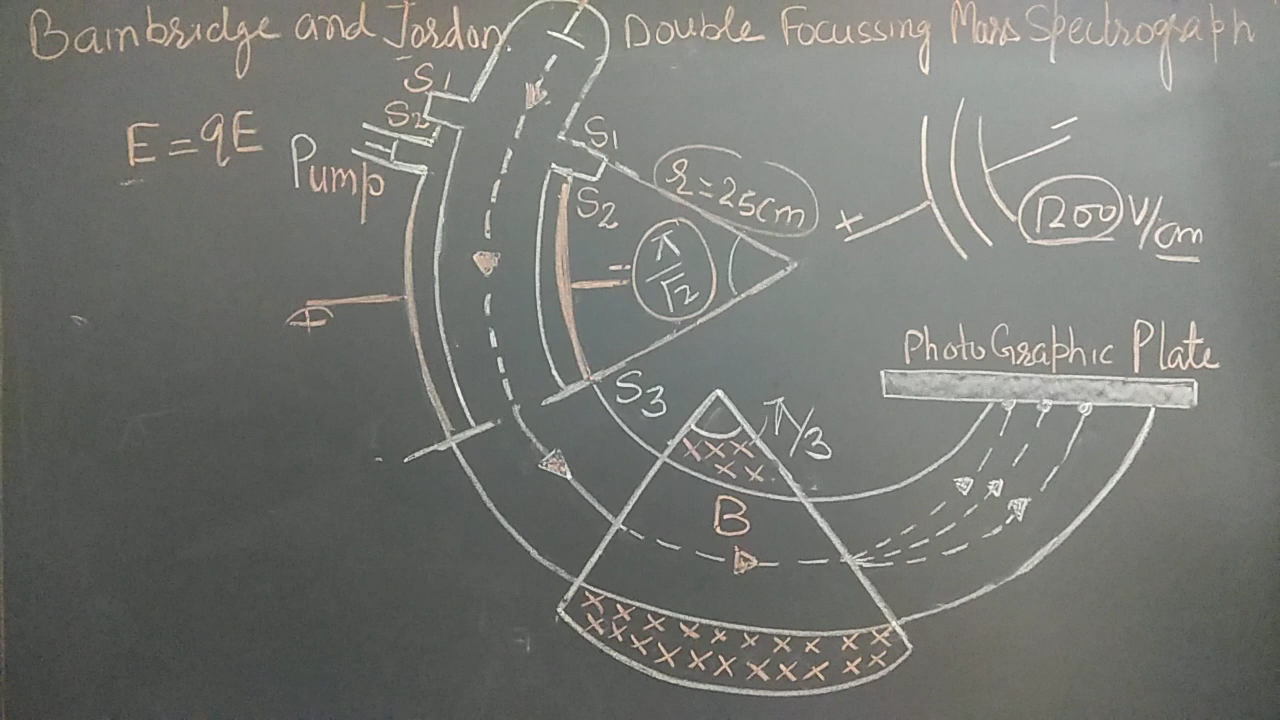 Bainbridge and Jordon Double Focussing Mass Spectrograph
S1
S2
E = qE
Pump
S1
S2
r = 25cm
π/√2
+
1200 V/cm
+
S3
π/3
B
Photo Graphic Plate